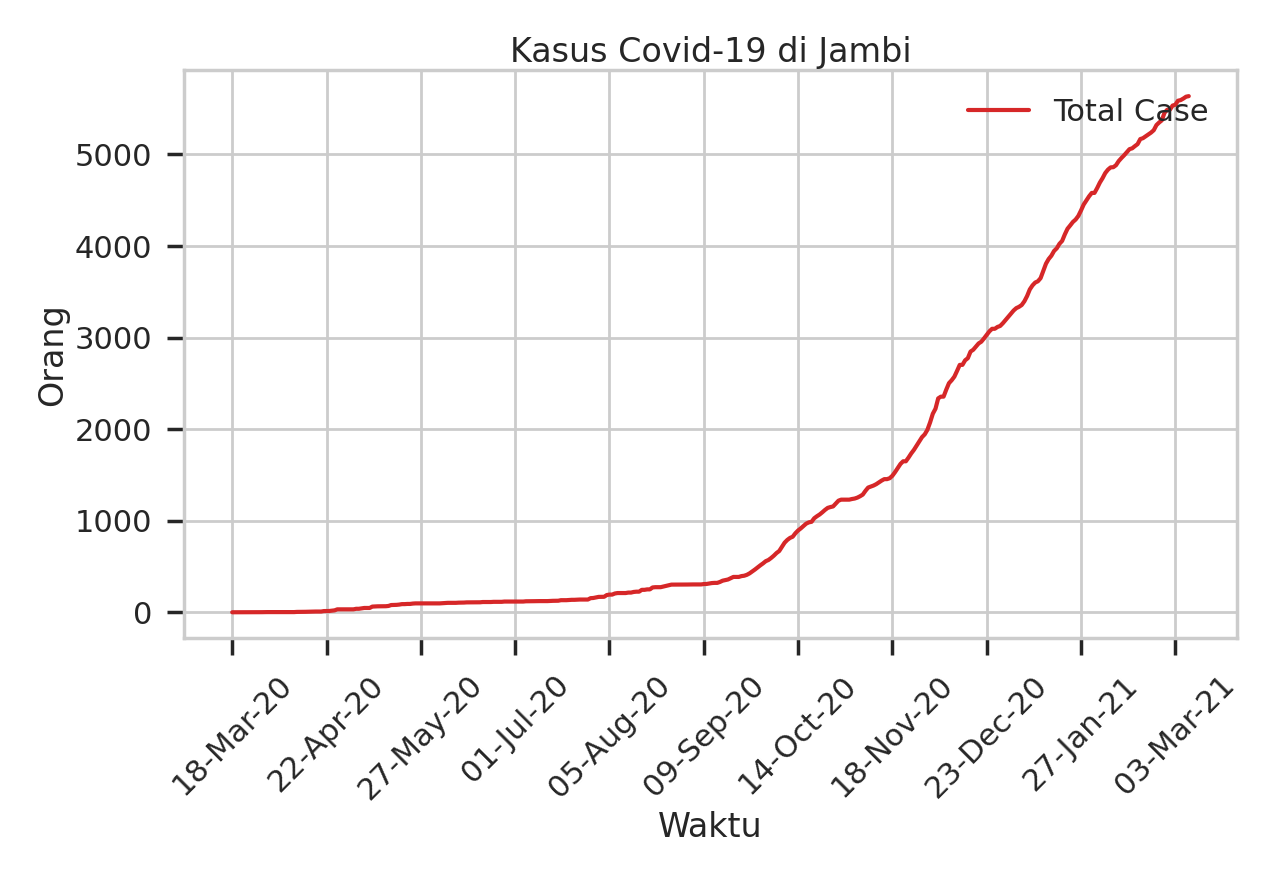 Kasus Covid-19 di Jambi
Total Case
5000
4000
3000
2000
1000
0
Orang
18-Mar-20
22-Apr-20
27-May-20
01-Jul-20
05-Aug-20
09-Sep-20
14-Oct-20
18-Nov-20
23-Dec-20
27-Jan-21
03-Mar-21
Waktu